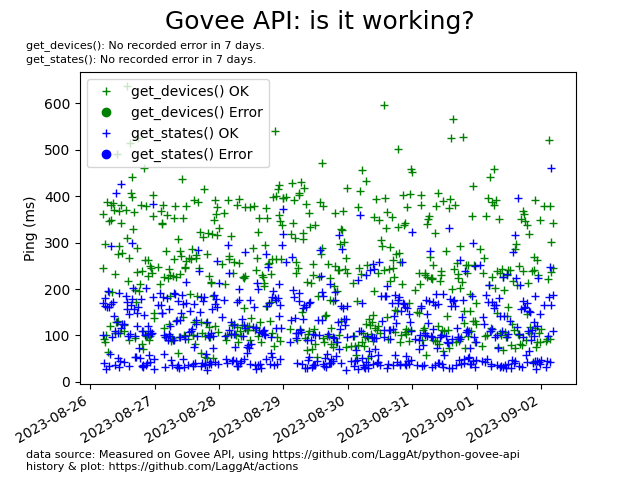 Govee API: is it working?
get_devices(): No recorded error in 7 days.
get_states(): No recorded error in 7 days.
get_devices() OK
get_devices() Error
get_states() OK
get_states() Error
Ping (ms)
600
500
400
300
200
100
0
2023-08-26
2023-08-27
2023-08-28
2023-08-29
2023-08-30
2023-08-31
2023-09-01
2023-09-02
data source: Measured on Govee API, using https://github.com/LaggAt/python-govee-api
history & plot: https://github.com/LaggAt/actions